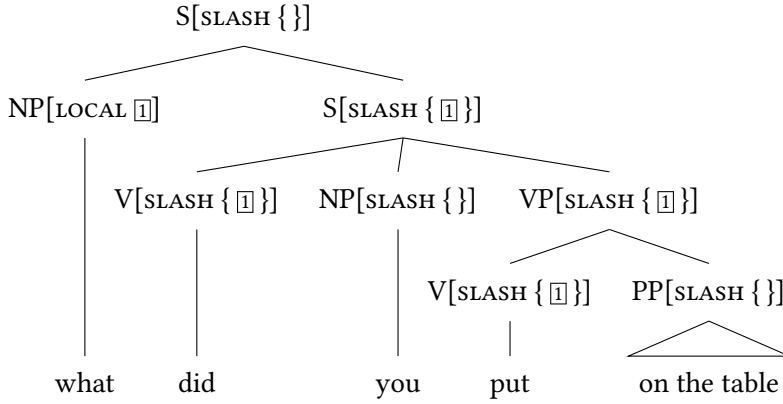 S[SLASH { }]
NP[LOCAL 1] S[SLASH { 1 }]
V[SLASH { 1 }] NP[SLASH { }] VP[SLASH { 1 }]
V[SLASH { 1 }] PP[SLASH { }]
what did you put on the table